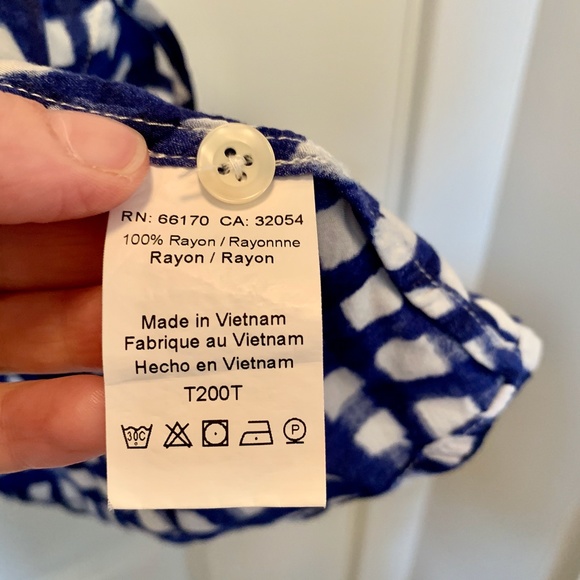 RN: 66170 CA: 32054
100% Rayon / Rayonnne
Rayon / Rayon
Made in Vietnam
Fabrique au Vietnam
Hecho en Vietnam
T200T
30C P